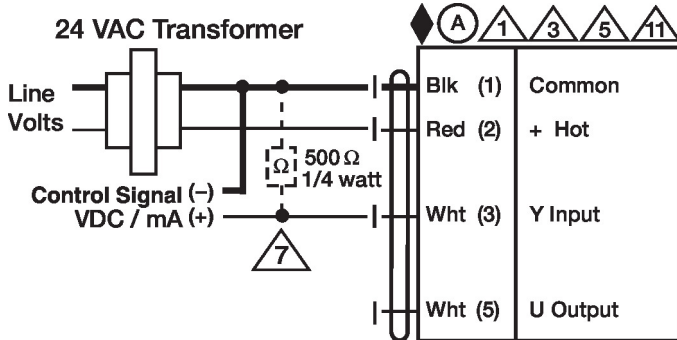 24 VAC Transformer
A 1 3 5 11
Line
Volts
Blk (1) Common
Red (2) + Hot
Ω 500 Ω
1/4 watt
Control Signal (–)
VDC / mA (+)
Wht (3) Y Input
7
Wht (5) U Output